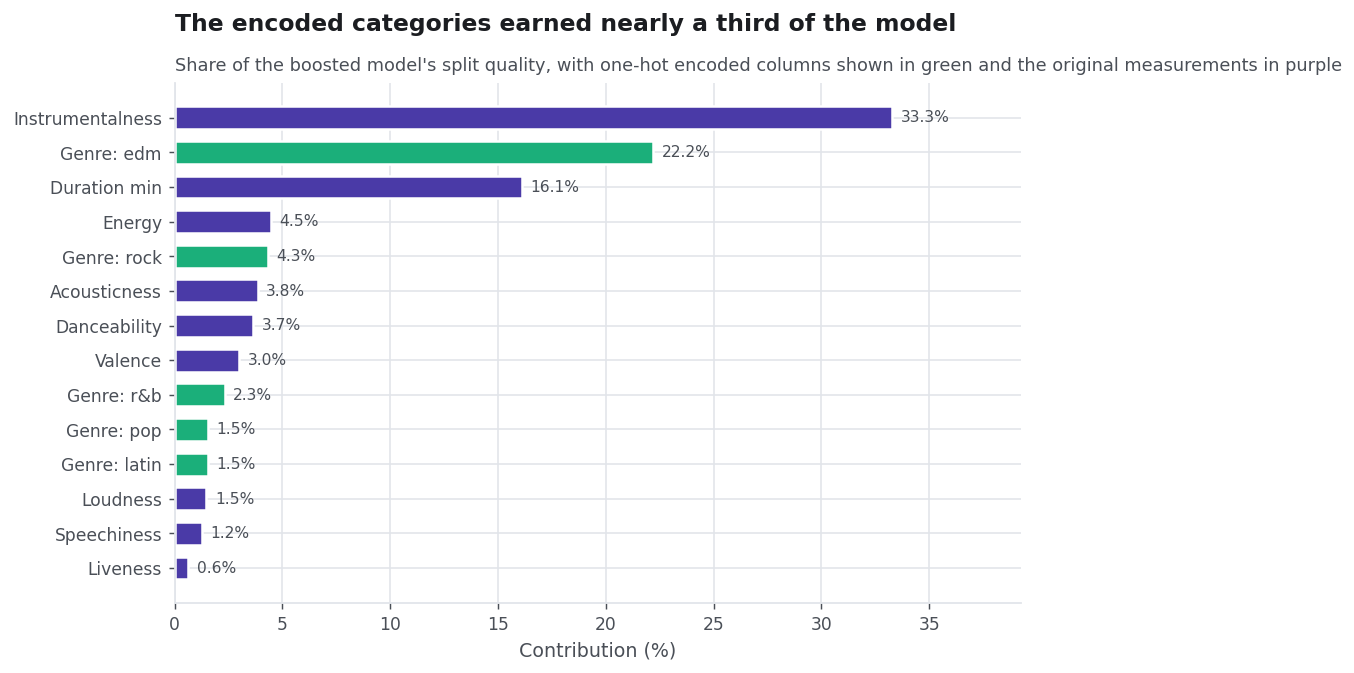 The encoded categories earned nearly a third of the model
Share of the boosted model's split quality, with one-hot encoded columns shown in green and the original measurements in purple
Instrumentalness 33.3%
Genre: edm 22.2%
Duration min 16.1%
Energy 4.5%
Genre: rock 4.3%
Acousticness 3.8%
Danceability 3.7%
Valence 3.0%
Genre: r&b 2.3%
Genre: pop 1.5%
Genre: latin 1.5%
Loudness 1.5%
Speechiness 1.2%
Liveness 0.6%
0 5 10 15 20 25 30 35
Contribution (%)